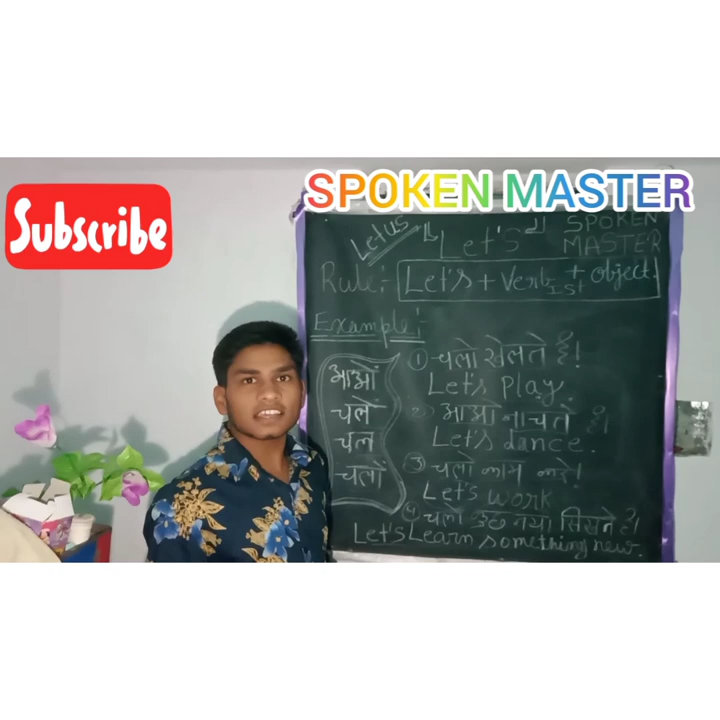 Subscribe
SPOKEN MASTER
Let us
"Let's"
SPOKEN
MASTER
Rule:- Let's + Verb Ist + object.
Example:-
आओं
चले
चल
चलों
① चलो खेलते है!
Let's play.
2 आओ नाचते है।
Let's dance.
③ चलो काम करे!
Let's work
④ चलो कुछ नया सिखते है।
Let's Learn something new.